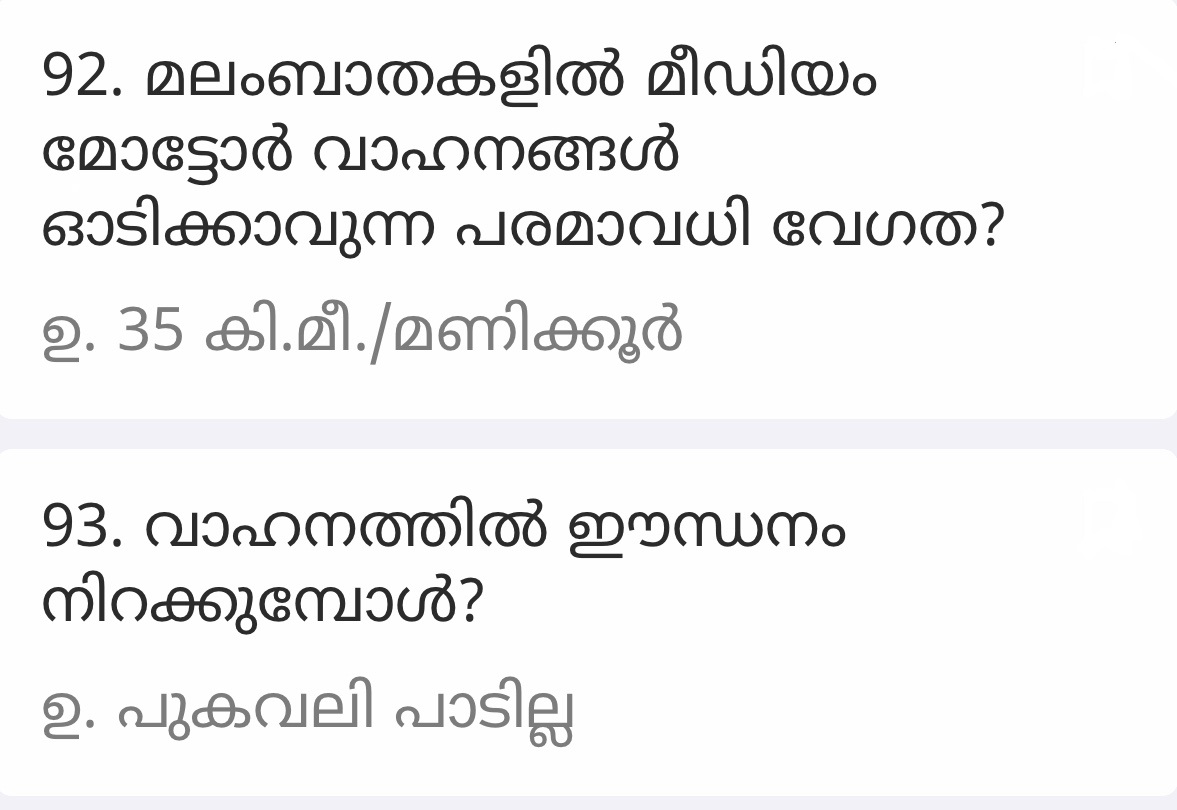 92. മലംബാതകളിൽ മീഡിയം
മോട്ടോർ വാഹനങ്ങൾ
ഓടിക്കാവുന്ന പരമാവധി വേഗത?
ഉ. 35 കി.മീ./മണിക്കൂർ
93. വാഹനത്തിൽ ഈന്ധനം
നിറക്കുമ്പോൾ?
ഉ. പുകവലി പാടില്ല